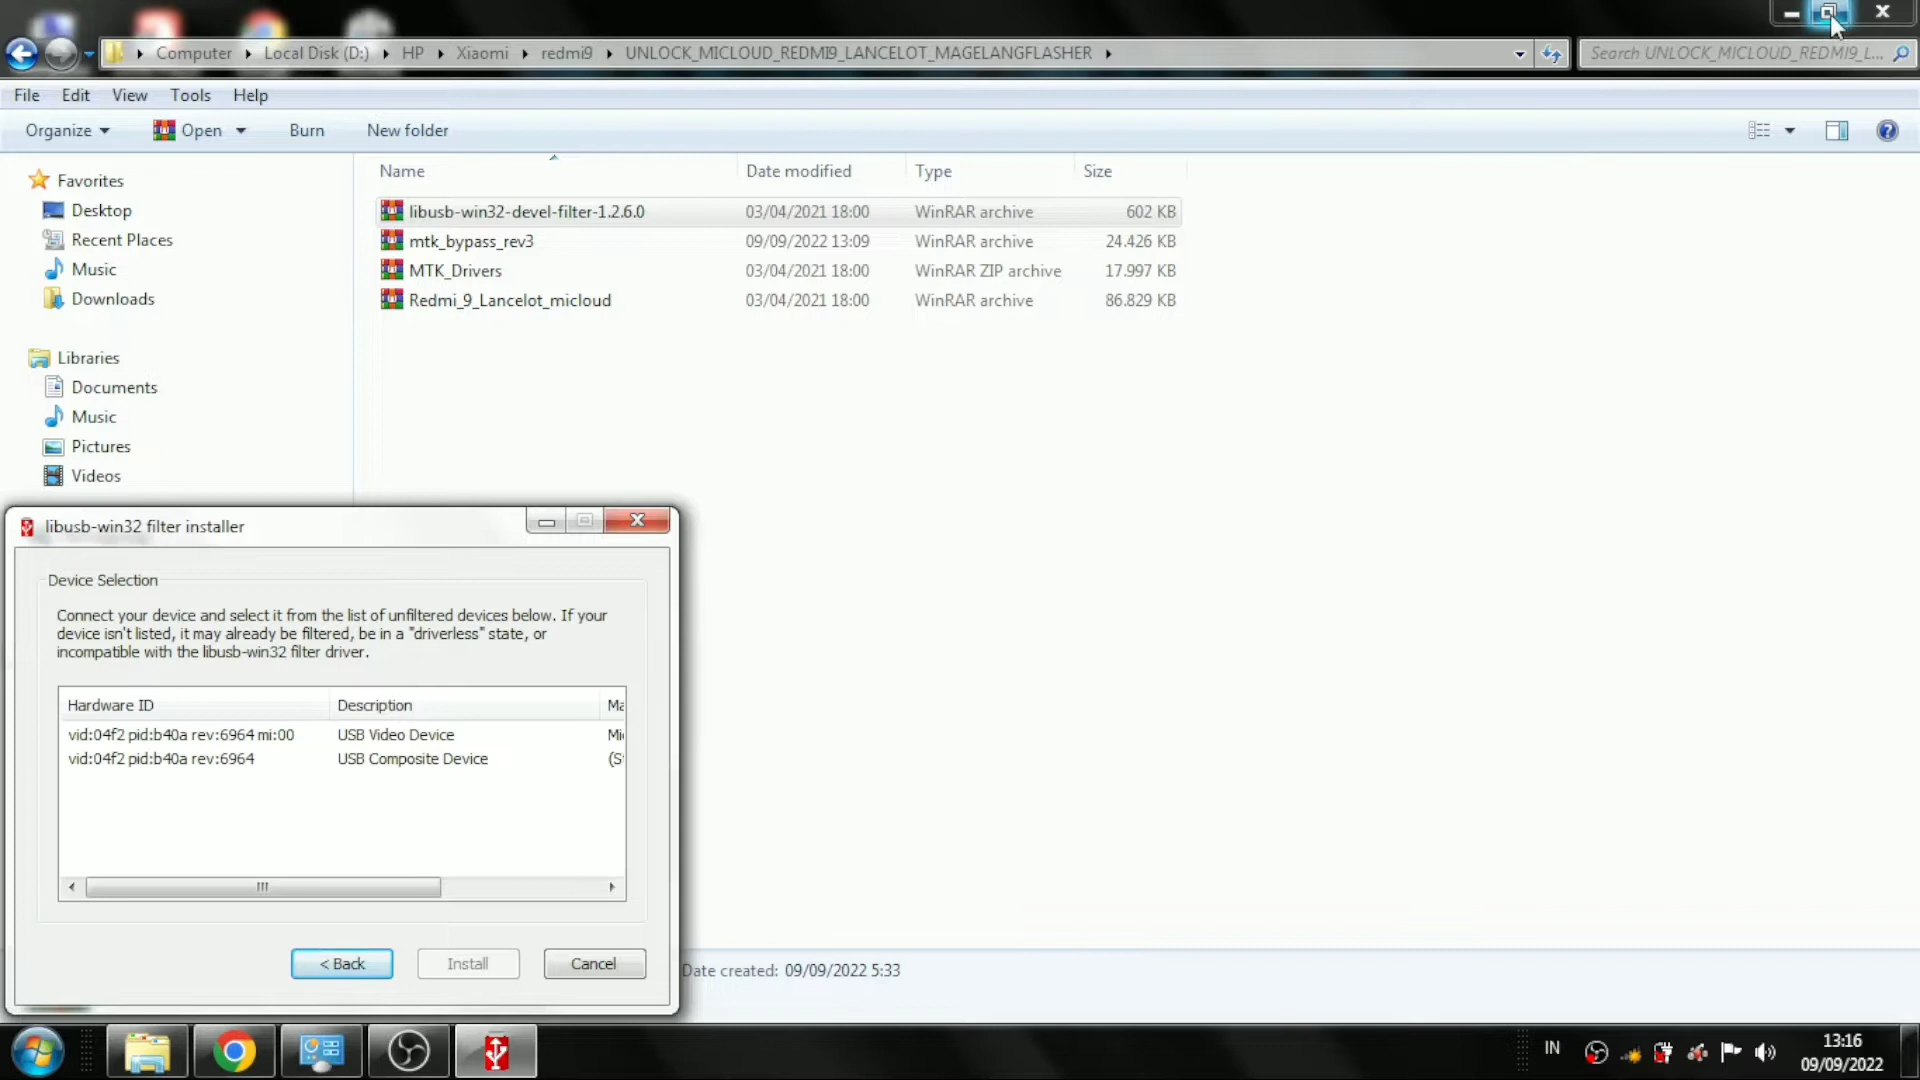 Computer Local Disk (D:) HP Xiaomi redmi9 UNLOCK_MICLOUD_REDMI9_LANCELOT_MAGELANGFLASHER
Search UNLOCK_MICLOUD_REDMI9_L...
File Edit View Tools Help
Organize Open Burn New folder
Name Date modified Type Size
libusb-win32-devel-filter-1.2.6.0 03/04/2021 18:00 WinRAR archive 602 KB
mtk_bypass_rev3 09/09/2022 13:09 WinRAR archive 24.426 KB
MTK_Drivers 03/04/2021 18:00 WinRAR ZIP archive 17.997 KB
Redmi_9_Lancelot_micloud 03/04/2021 18:00 WinRAR archive 86.829 KB
Favorites
Desktop
Recent Places
Music
Downloads
Libraries
Documents
Music
Pictures
Videos
libusb-win32 filter installer
Device Selection
Connect your device and select it from the list of unfiltered devices below. If your
device isn't listed, it may already be filtered, be in a "driverless" state, or
incompatible with the libusb-win32 filter driver.
Hardware ID Description Ma
vid:04f2 pid:b40a rev:6964 mi:00 USB Video Device Mi
vid:04f2 pid:b40a rev:6964 USB Composite Device (S
< Back Install Cancel
Date created: 09/09/2022 5:33
IN
13:16
09/09/2022